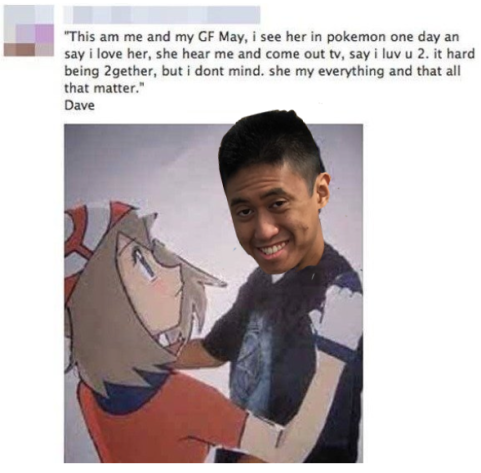 "This am me and my GF May, i see her in pokemon one day an
say i love her, she hear me and come out tv, say i luv u 2. it hard
being 2gether, but i dont mind. she my everything and that all
that matter."
Dave